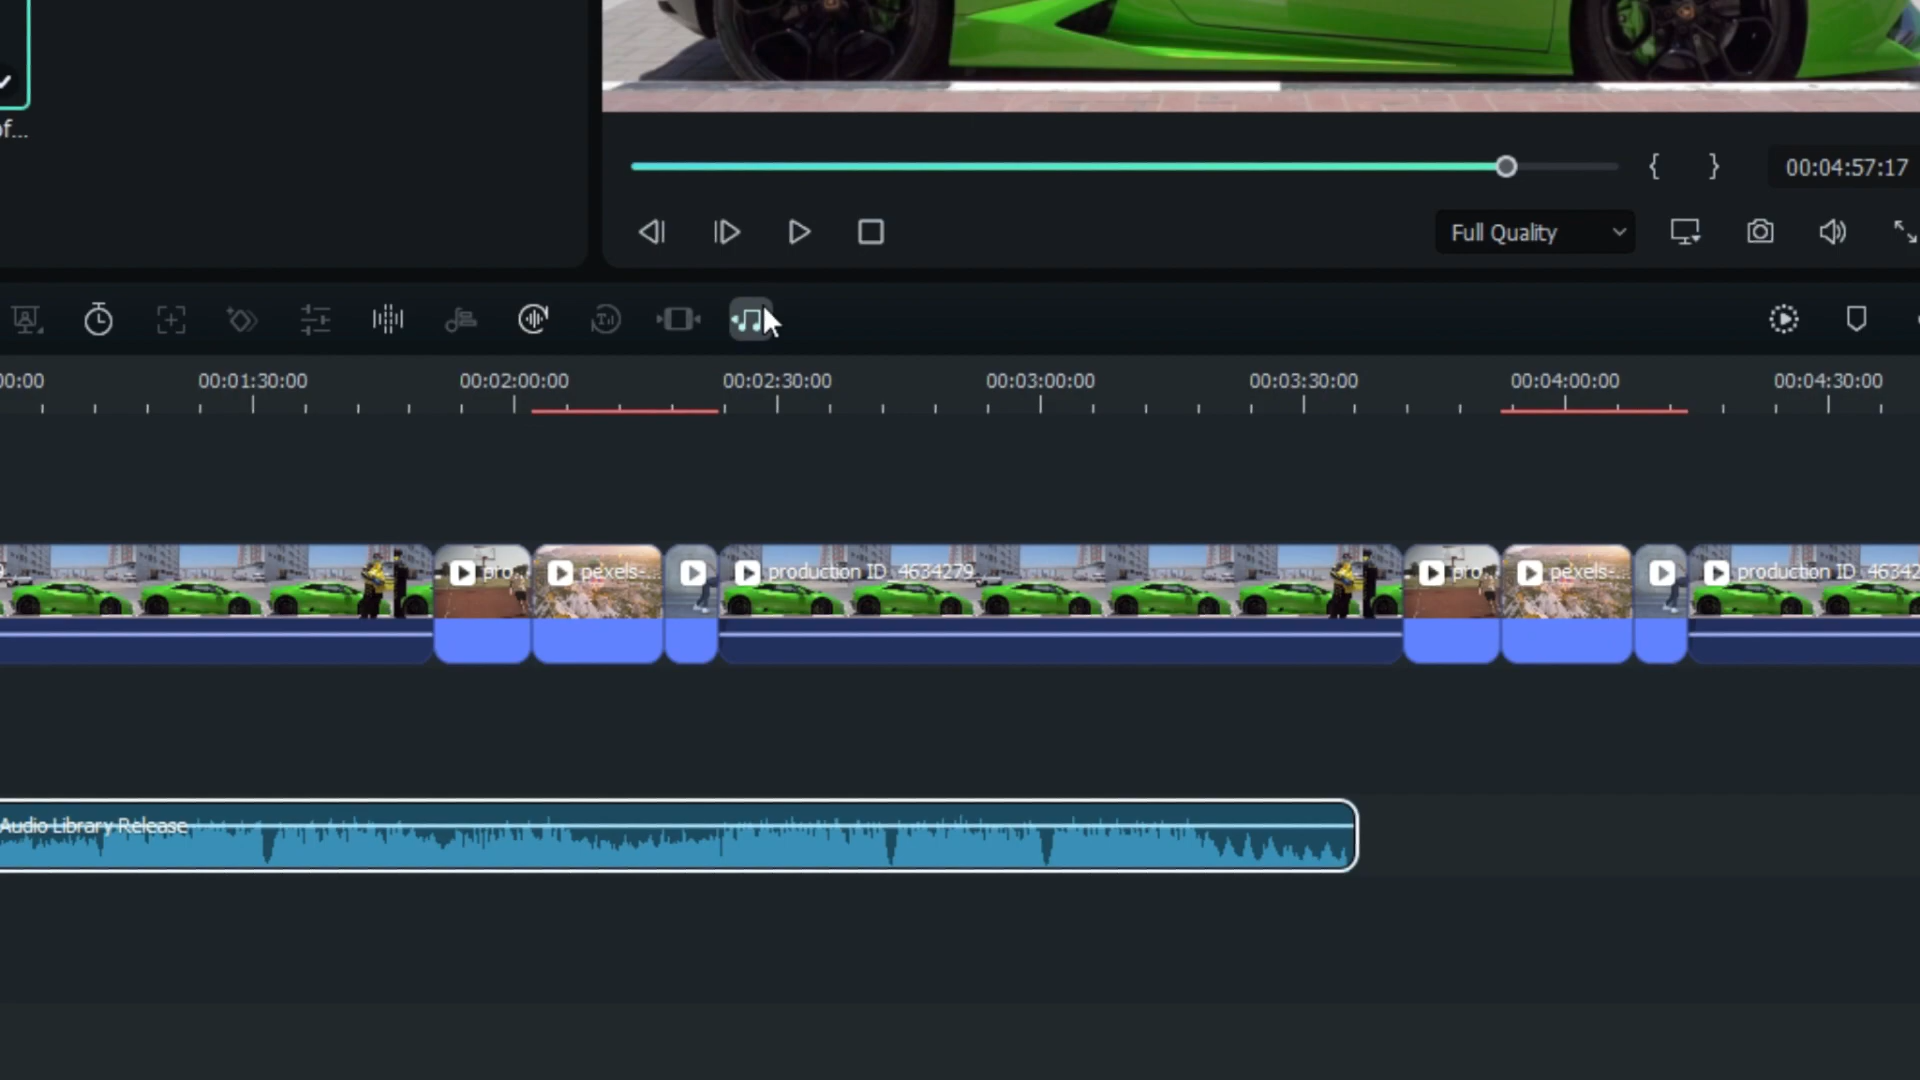 of...
00:04:57:17
Full Quality
00:00
00:01:30:00
00:02:00:00
00:02:30:00
00:03:00:00
00:03:30:00
00:04:00:00
00:04:30:00
pro...
pexels-...
production ID_4634279
pro...
pexels-...
production ID_46342
Audio Library Release